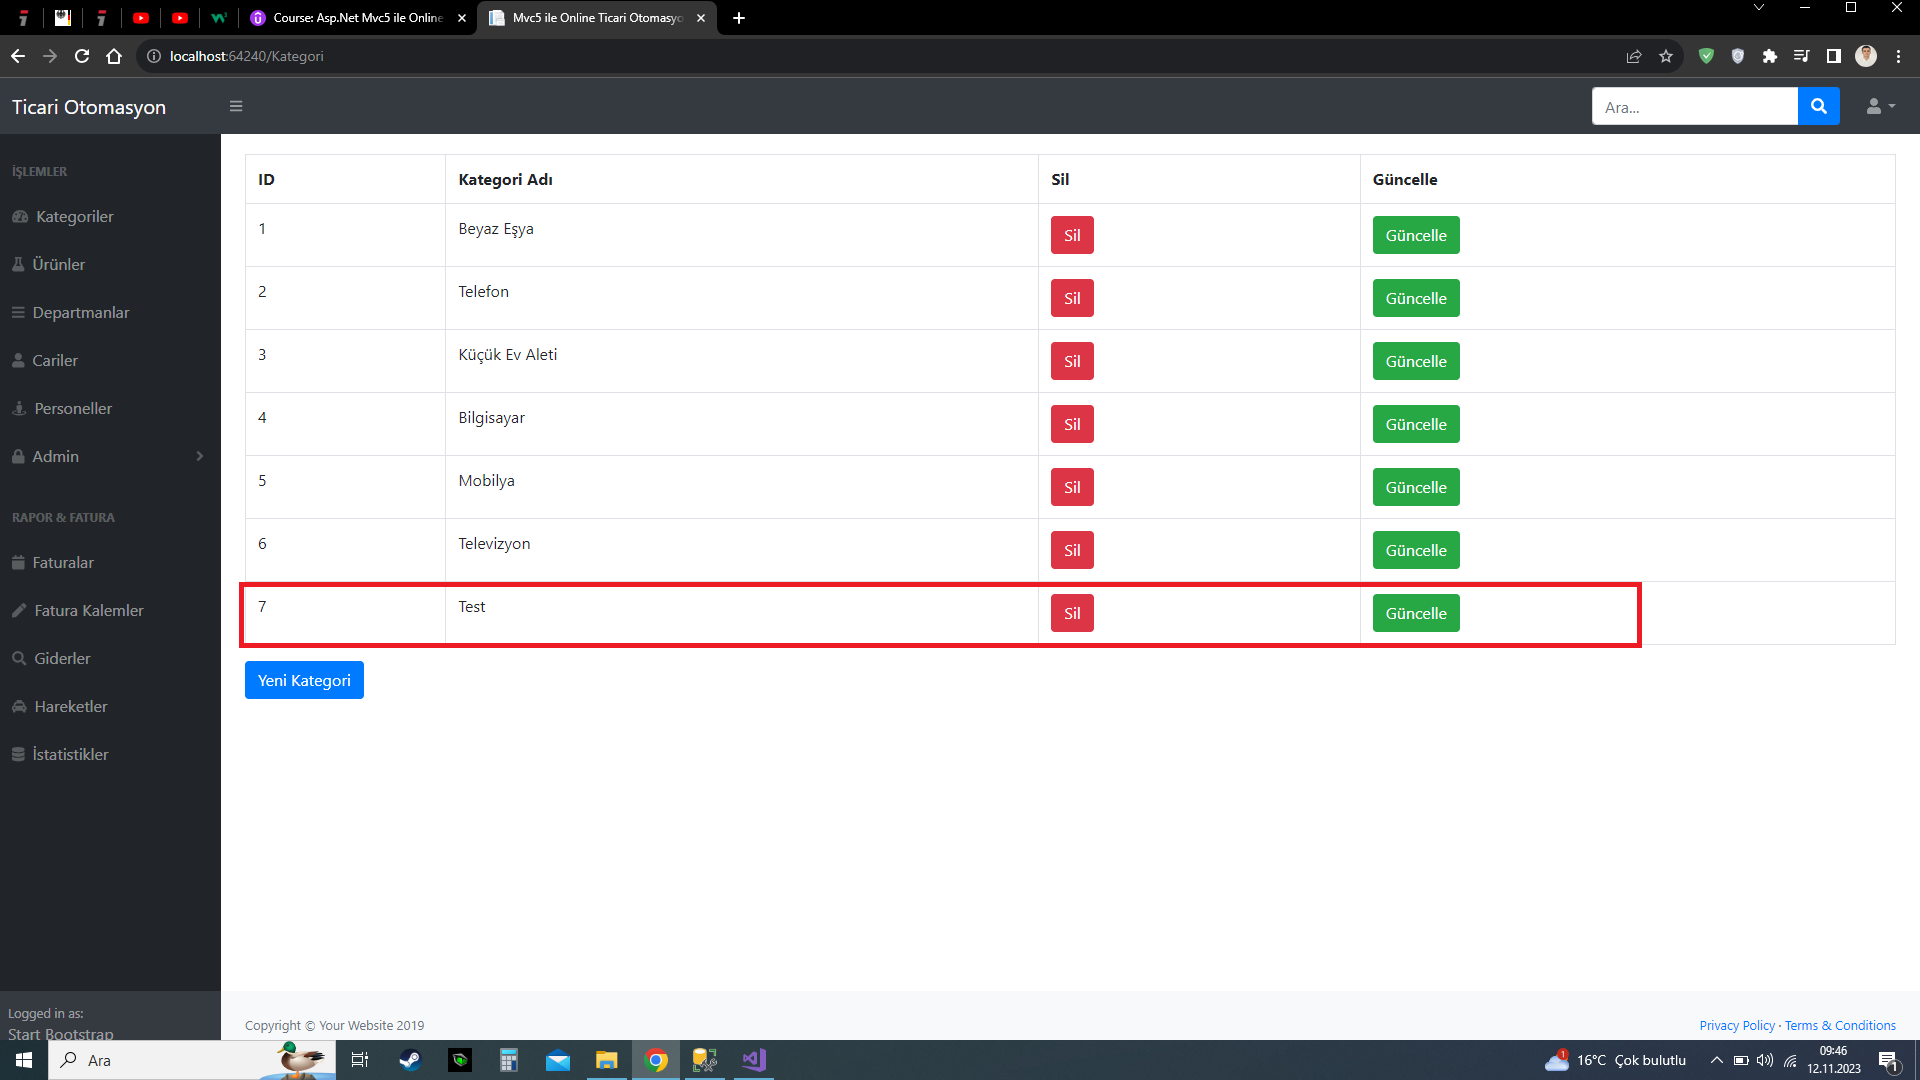 Course: Asp.Net Mvc5 ile Online
Mvc5 ile Online Ticari Otomasyo
localhost:64240/Kategori
Ticari Otomasyon
Ara...
İŞLEMLER
Kategoriler
Ürünler
Departmanlar
Cariler
Personeller
Admin
RAPOR & FATURA
Faturalar
Fatura Kalemler
Giderler
Hareketler
İstatistikler
Logged in as:
Start Bootstrap
ID Kategori Adı Sil Güncelle
1 Beyaz Eşya Sil Güncelle
2 Telefon Sil Güncelle
3 Küçük Ev Aleti Sil Güncelle
4 Bilgisayar Sil Güncelle
5 Mobilya Sil Güncelle
6 Televizyon Sil Güncelle
7 Test Sil Güncelle
Yeni Kategori
Copyright © Your Website 2019
Privacy Policy · Terms & Conditions
Ara
1
16°C Çok bulutlu
09:46
12.11.2023
1